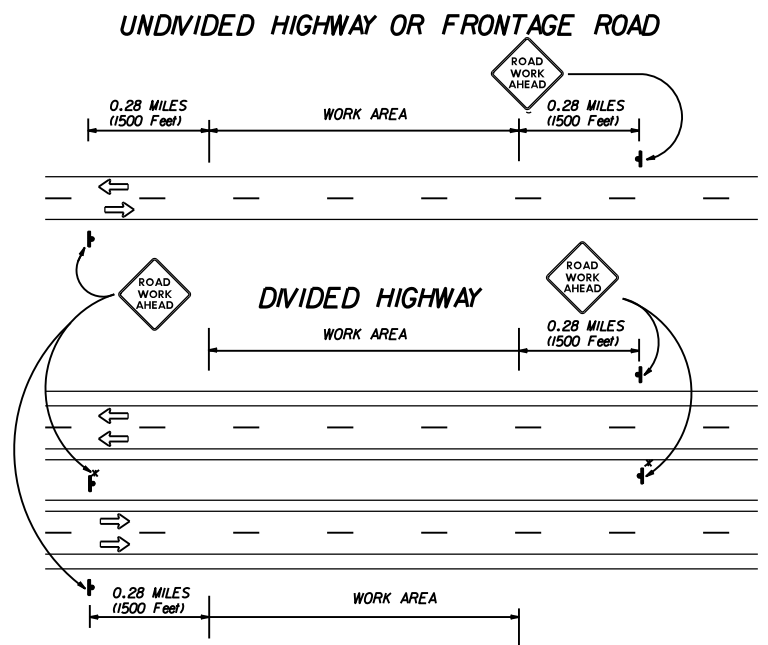 UNDIVIDED HIGHWAY OR FRONTAGE ROAD
ROAD
WORK
AHEAD
0.28 MILES
(1500 Feet)
WORK AREA
0.28 MILES
(1500 Feet)
ROAD
WORK
AHEAD
DIVIDED HIGHWAY
ROAD
WORK
AHEAD
WORK AREA
0.28 MILES
(1500 Feet)
x
x
0.28 MILES
(1500 Feet)
WORK AREA